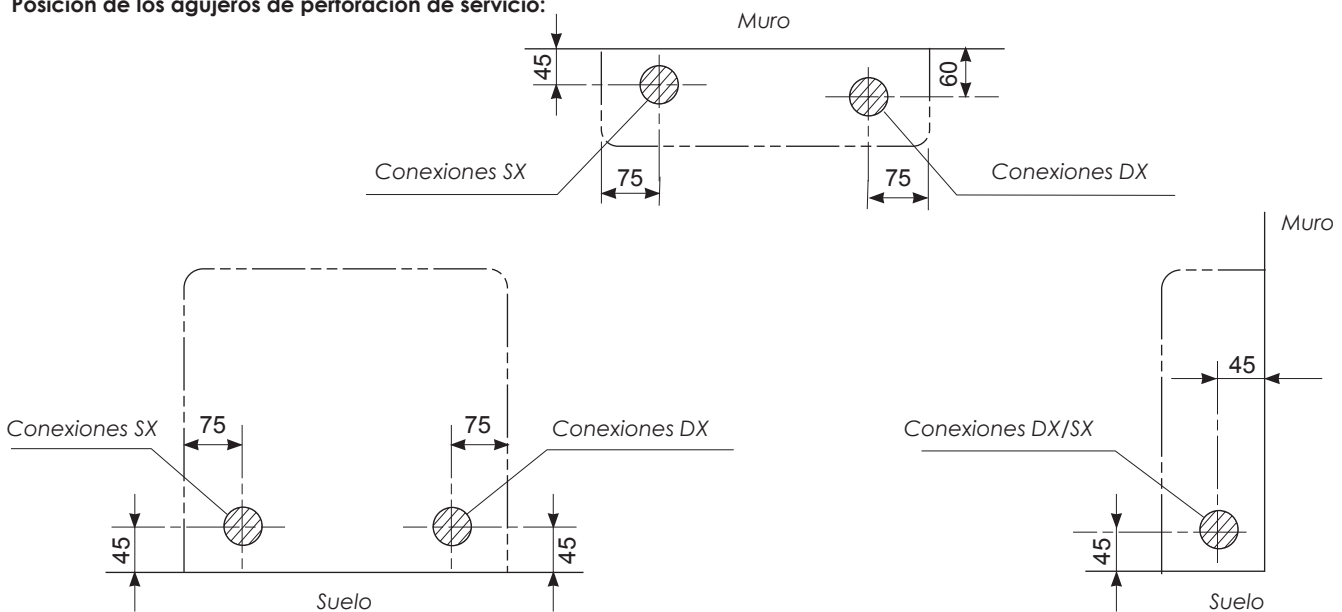 Posición de los agujeros de perforación de servicio:
Muro
45
60
Conexiones SX
75
75
Conexiones DX
Muro
45
Conexiones SX
75
75
Conexiones DX
Conexiones DX/SX
45
45
45
Suelo
Suelo